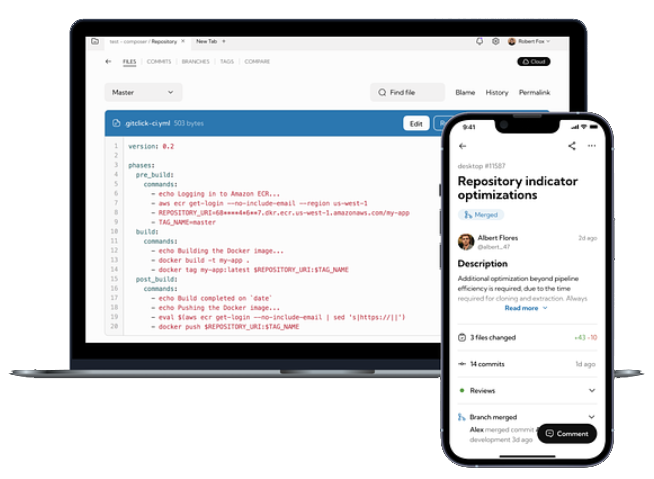 test - composer / Repository ×
New Tab +
Robert Fox
FILES
COMMITS
BRANCHES
TAGS
COMPARE
Cloud
Master
Find file
Blame
History
Permalink
gitclick-ci.yml 503 bytes
Edit
1 version: 0.2
2
3 phases:
4 pre_build:
5 commands:
6 - echo Logging in to Amazon ECR...
7 - aws ecr get-login --no-include-email --region us-west-1
8 - REPOSITORY_URI=68****4*6**7.dkr.ecr.us-west-1.amazonaws.com/my-app
9 - TAG_NAME=master
10 build:
11 commands:
12 - echo Building the Docker image...
13 - docker build -t my-app .
14 - docker tag my-app:latest $REPOSITORY_URI:$TAG_NAME
15 post_build:
16 commands:
17 - echo Build completed on `date`
18 - echo Pushing the Docker image...
19 - eval $(aws ecr get-login --no-include-email | sed 's|https://||')
20 - docker push $REPOSITORY_URI:$TAG_NAME
9:41
desktop #11587
Repository indicator
optimizations
Merged
Albert Flores
2d ago
@albert_47
Description
Additional optimization beyond pipeline
efficiency is required, due to the time
required for cloning and extraction. Always
Read more
3 files changed
+43 -10
14 commits
1d ago
Reviews
Branch merged
Alex merged commit
development 3d ago
Comment